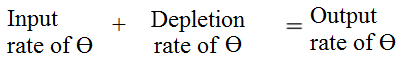 Input + Depletion = Output
rate of ϴ rate of ϴ rate of ϴ